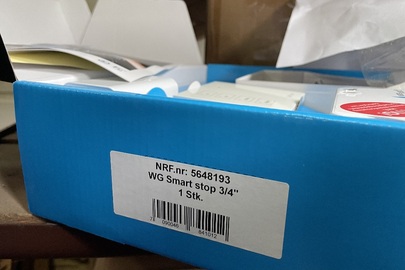 NRF.nr: 5648193
WG Smart stop 3/4"
1 Stk.